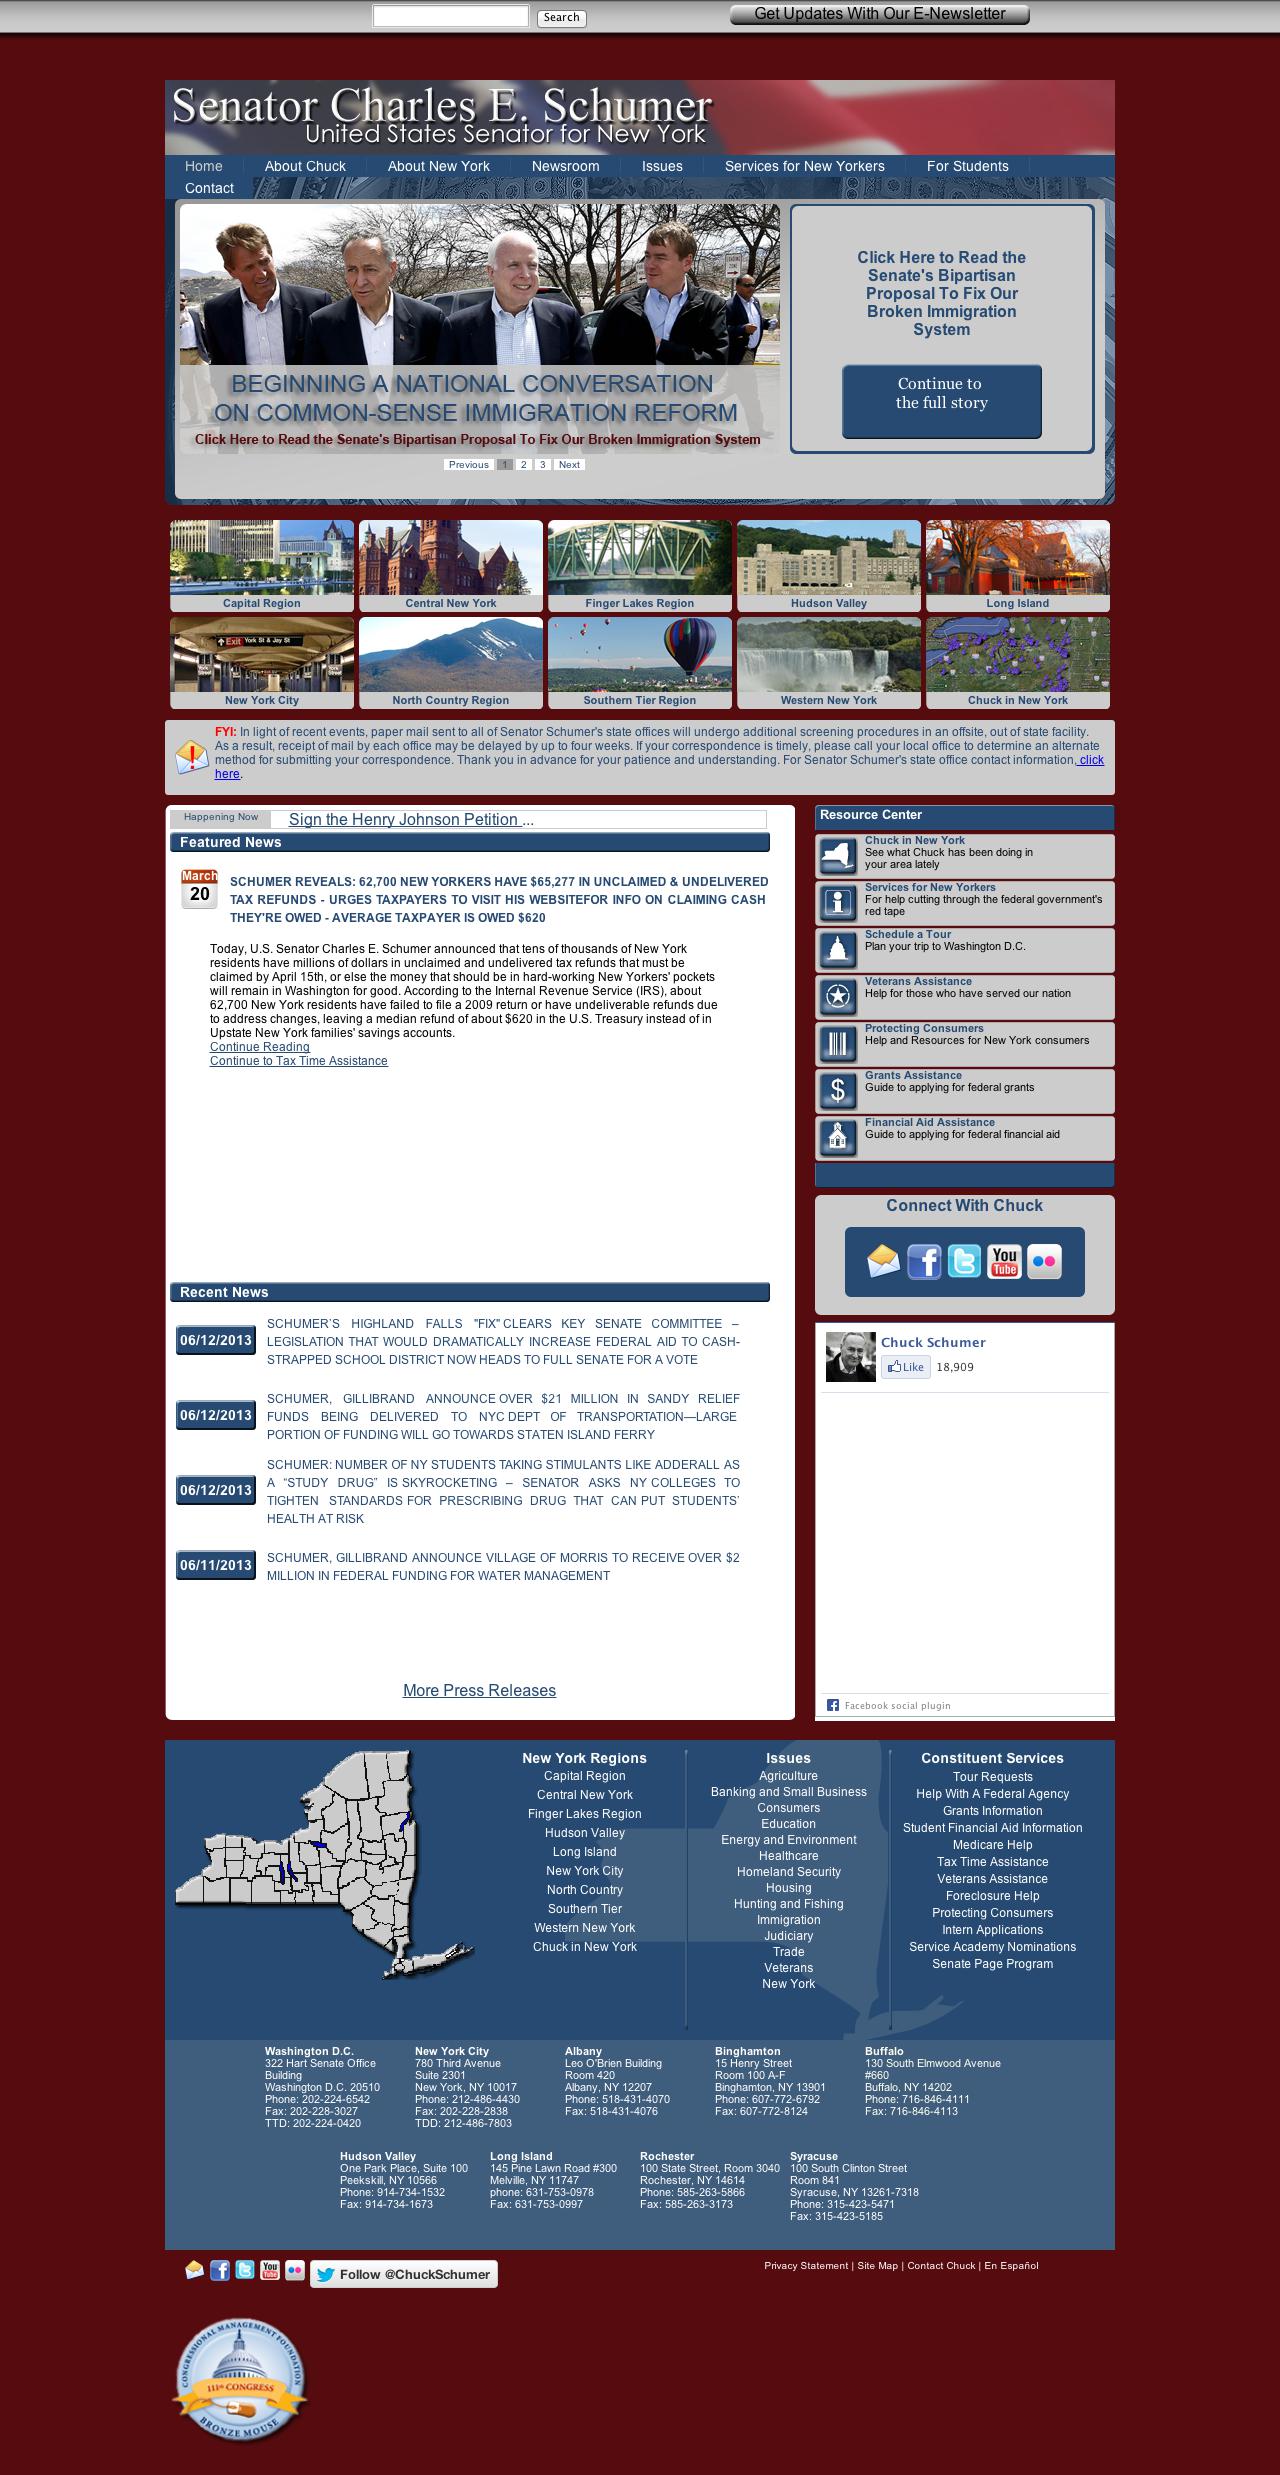 Search
Get Updates With Our E-Newsletter
Senator Charles E. Schumer
United States Senator for New York
Home
About Chuck
About New York
Newsroom
Issues
Services for New Yorkers
For Students
Contact
BEGINNING A NATIONAL CONVERSATION
ON COMMON-SENSE IMMIGRATION REFORM
Click Here to Read the Senate's Bipartisan Proposal To Fix Our Broken Immigration System
Previous 1 2 3 Next
Click Here to Read the
Senate's Bipartisan
Proposal To Fix Our
Broken Immigration
System
Continue to
the full story
Capital Region
Central New York
Finger Lakes Region
Hudson Valley
Long Island
Exit York St & Jay St
York Street
York Street
New York City
North Country Region
Southern Tier Region
Western New York
Chuck in New York
FYI: In light of recent events, paper mail sent to all of Senator Schumer's state offices will undergo additional screening procedures in an offsite, out of state facility.
As a result, receipt of mail by each office may be delayed by up to four weeks. If your correspondence is timely, please call your local office to determine an alternate
method for submitting your correspondence. Thank you in advance for your patience and understanding. For Senator Schumer's state office contact information, click
here.
Happening Now
Sign the Henry Johnson Petition ...
Featured News
March
20
SCHUMER REVEALS: 62,700 NEW YORKERS HAVE $65,277 IN UNCLAIMED & UNDELIVERED
TAX REFUNDS - URGES TAXPAYERS TO VISIT HIS WEBSITEFOR INFO ON CLAIMING CASH
THEY'RE OWED - AVERAGE TAXPAYER IS OWED $620
Today, U.S. Senator Charles E. Schumer announced that tens of thousands of New York
residents have millions of dollars in unclaimed and undelivered tax refunds that must be
claimed by April 15th, or else the money that should be in hard-working New Yorkers' pockets
will remain in Washington for good. According to the Internal Revenue Service (IRS), about
62,700 New York residents have failed to file a 2009 return or have undeliverable refunds due
to address changes, leaving a median refund of about $620 in the U.S. Treasury instead of in
Upstate New York families' savings accounts.
Continue Reading
Continue to Tax Time Assistance
Recent News
06/12/2013
SCHUMER'S HIGHLAND FALLS "FIX" CLEARS KEY SENATE COMMITTEE –
LEGISLATION THAT WOULD DRAMATICALLY INCREASE FEDERAL AID TO CASH-
STRAPPED SCHOOL DISTRICT NOW HEADS TO FULL SENATE FOR A VOTE
06/12/2013
SCHUMER, GILLIBRAND ANNOUNCE OVER $21 MILLION IN SANDY RELIEF
FUNDS BEING DELIVERED TO NYC DEPT OF TRANSPORTATION—LARGE
PORTION OF FUNDING WILL GO TOWARDS STATEN ISLAND FERRY
06/12/2013
SCHUMER: NUMBER OF NY STUDENTS TAKING STIMULANTS LIKE ADDERALL AS
A “STUDY DRUG” IS SKYROCKETING – SENATOR ASKS NY COLLEGES TO
TIGHTEN STANDARDS FOR PRESCRIBING DRUG THAT CAN PUT STUDENTS’
HEALTH AT RISK
06/11/2013
SCHUMER, GILLIBRAND ANNOUNCE VILLAGE OF MORRIS TO RECEIVE OVER $2
MILLION IN FEDERAL FUNDING FOR WATER MANAGEMENT
More Press Releases
Resource Center
Chuck in New York
See what Chuck has been doing in
your area lately
Services for New Yorkers
For help cutting through the federal government's
red tape
Schedule a Tour
Plan your trip to Washington D.C.
Veterans Assistance
Help for those who have served our nation
Protecting Consumers
Help and Resources for New York consumers
Grants Assistance
Guide to applying for federal grants
Financial Aid Assistance
Guide to applying for federal financial aid
Connect With Chuck
You Tube
Chuck Schumer
Like 18,909
Facebook social plugin
New York Regions
Capital Region
Central New York
Finger Lakes Region
Hudson Valley
Long Island
New York City
North Country
Southern Tier
Western New York
Chuck in New York
Issues
Agriculture
Banking and Small Business
Consumers
Education
Energy and Environment
Healthcare
Homeland Security
Housing
Hunting and Fishing
Immigration
Judiciary
Trade
Veterans
New York
Constituent Services
Tour Requests
Help With A Federal Agency
Grants Information
Student Financial Aid Information
Medicare Help
Tax Time Assistance
Veterans Assistance
Foreclosure Help
Protecting Consumers
Intern Applications
Service Academy Nominations
Senate Page Program
Washington D.C.
322 Hart Senate Office
Building
Washington D.C. 20510
Phone: 202-224-6542
Fax: 202-228-3027
TTD: 202-224-0420
New York City
780 Third Avenue
Suite 2301
New York, NY 10017
Phone: 212-486-4430
Fax: 202-228-2838
TDD: 212-486-7803
Albany
Leo O'Brien Building
Room 420
Albany, NY 12207
Phone: 518-431-4070
Fax: 518-431-4076
Binghamton
15 Henry Street
Room 100 A-F
Binghamton, NY 13901
Phone: 607-772-6792
Fax: 607-772-8124
Buffalo
130 South Elmwood Avenue
#660
Buffalo, NY 14202
Phone: 716-846-4111
Fax: 716-846-4113
Hudson Valley
One Park Place, Suite 100
Peekskill, NY 10566
Phone: 914-734-1532
Fax: 914-734-1673
Long Island
145 Pine Lawn Road #300
Melville, NY 11747
phone: 631-753-0978
Fax: 631-753-0997
Rochester
100 State Street, Room 3040
Rochester, NY 14614
Phone: 585-263-5866
Fax: 585-263-3173
Syracuse
100 South Clinton Street
Room 841
Syracuse, NY 13261-7318
Phone: 315-423-5471
Fax: 315-423-5185
You Tube
Follow @ChuckSchumer
Privacy Statement | Site Map | Contact Chuck | En Español
CONGRESSIONAL MANAGEMENT FOUNDATION
111th CONGRESS
BRONZE MOUSE